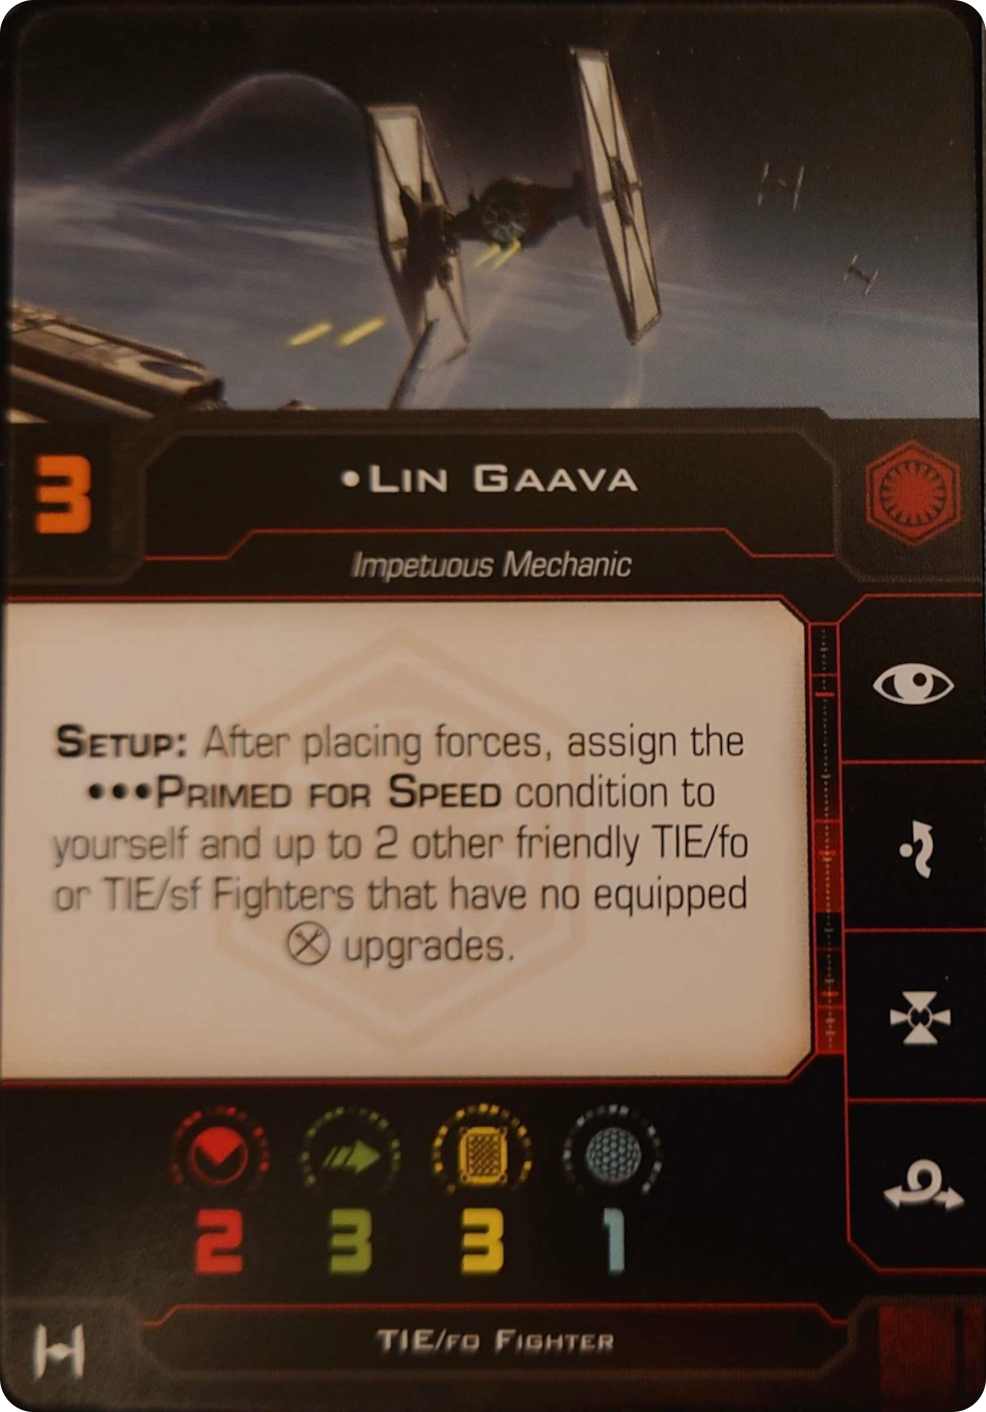 3
•Lin Gaava
Impetuous Mechanic
Setup: After placing forces, assign the
•••Primed for Speed condition to
yourself and up to 2 other friendly TIE/fo
or TIE/sf Fighters that have no equipped
upgrades.
2 3 3 1
TIE/fo Fighter